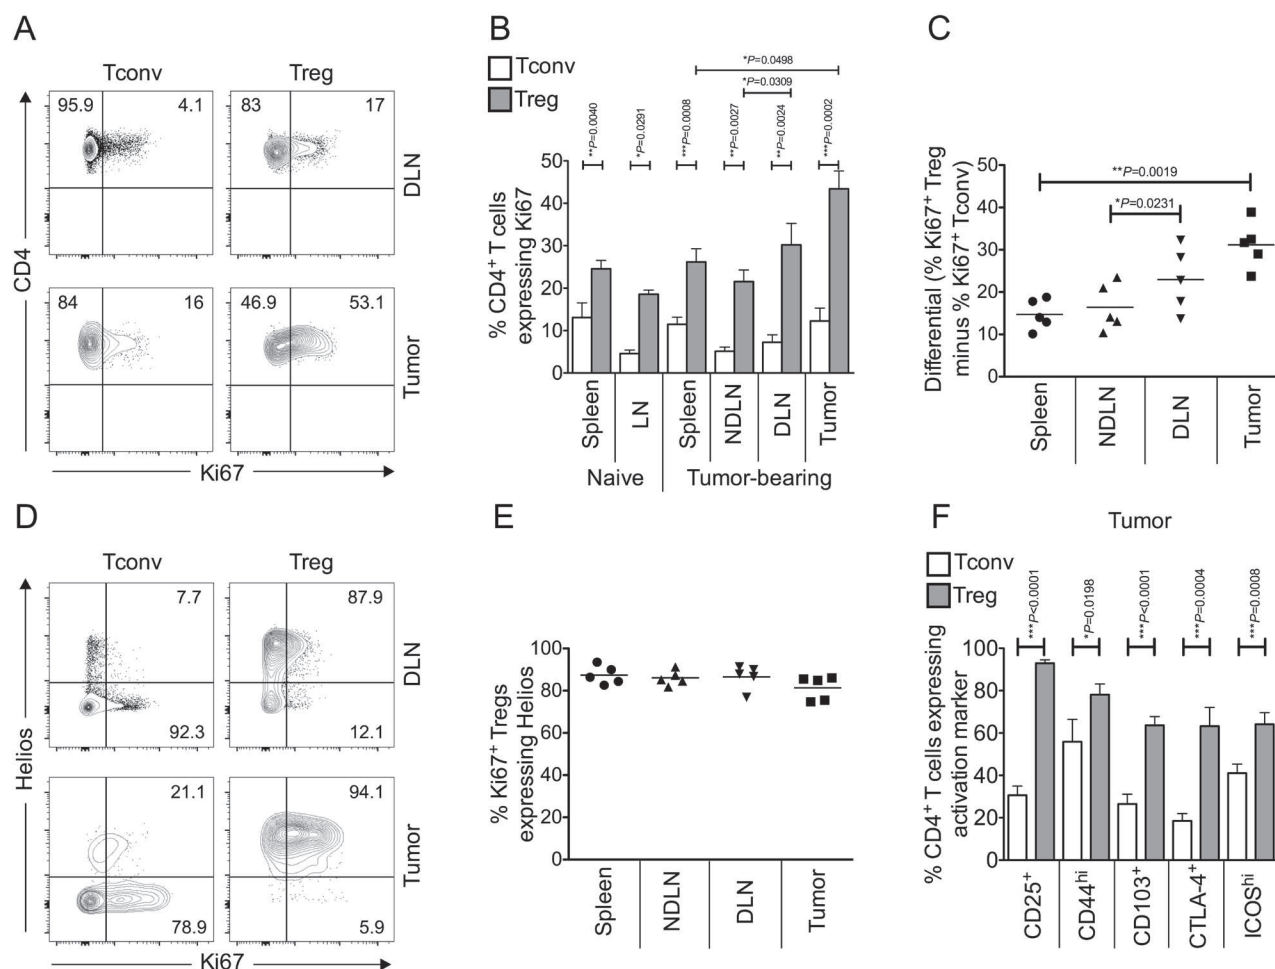 A
Tconv
Treg
95.9
4.1
83
17
DLN
84
16
46.9
53.1
Tumor
CD4
Ki67
B
Tconv
Treg
*P=0.0498
*P=0.0309
**P=0.0040
*P=0.0291
***P=0.0008
**P=0.0027
**P=0.0024
***P=0.0002
% CD4+ T cells
expressing Ki67
50
40
30
20
10
0
Spleen
LN
Spleen
NDLN
DLN
Tumor
Naive
Tumor-bearing
C
Differential (% Ki67+ Treg
minus % Ki67+ Tconv)
50
40
30
20
10
0
**P=0.0019
*P=0.0231
Spleen
NDLN
DLN
Tumor
D
Tconv
Treg
7.7
87.9
92.3
12.1
DLN
21.1
94.1
78.9
5.9
Tumor
Helios
Ki67
E
% Ki67+ Tregs
expressing Helios
100
80
60
40
20
0
Spleen
NDLN
DLN
Tumor
F
Tumor
Tconv
Treg
***P<0.0001
*P=0.0198
***P<0.0001
***P=0.0004
***P=0.0008
% CD4+ T cells expressing
activation marker
100
80
60
40
20
0
CD25+
CD44hi
CD103+
CTLA-4+
ICOShi